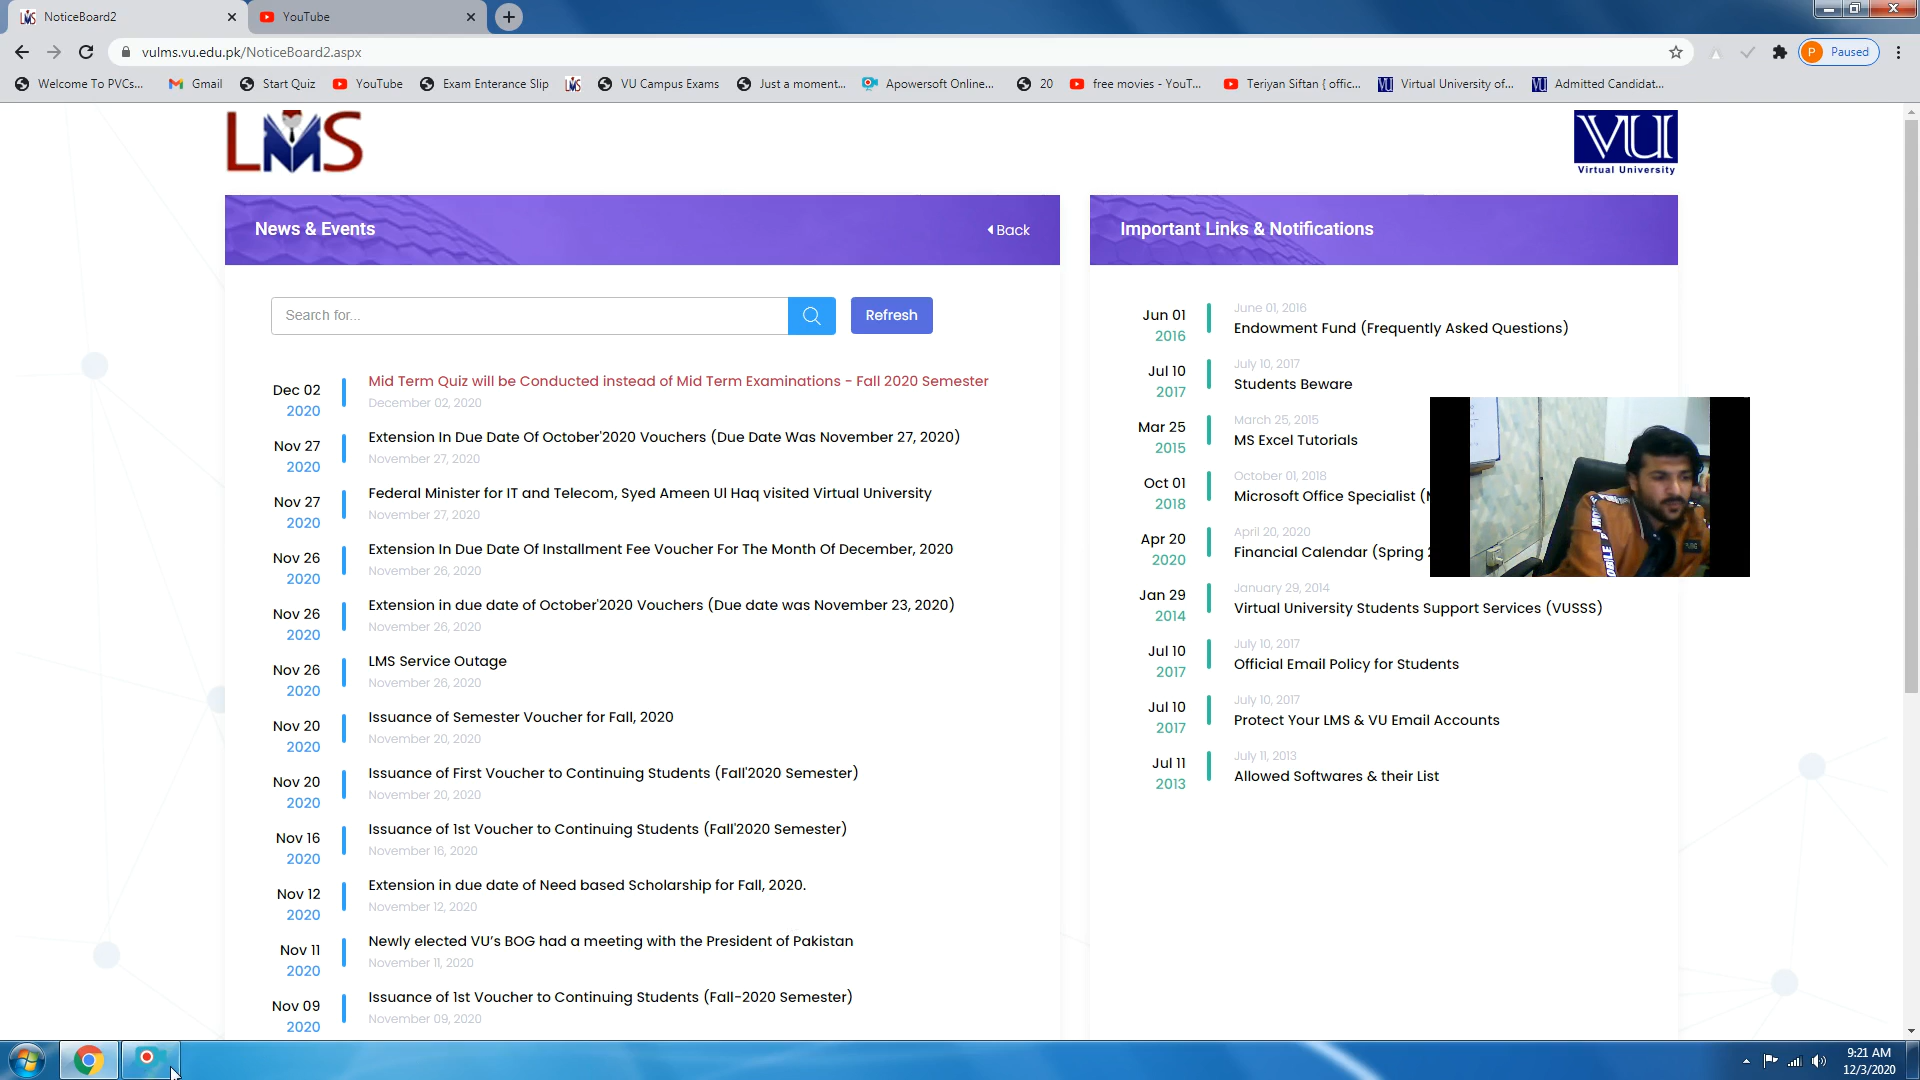 NoticeBoard2
YouTube
vulms.vu.edu.pk/NoticeBoard2.aspx
P Paused
Welcome To PVCs...
Gmail
Start Quiz
YouTube
Exam Enterance Slip
VU Campus Exams
Just a moment...
Apowersoft Online...
20
free movies - YouT...
Teriyan Siftan { offic...
Virtual University of...
Admitted Candidat...
LMS
VU
Virtual University
News & Events
Back
Search for...
Refresh
Dec 02
2020
Mid Term Quiz will be Conducted instead of Mid Term Examinations - Fall 2020 Semester
December 02, 2020
Nov 27
2020
Extension In Due Date Of October'2020 Vouchers (Due Date Was November 27, 2020)
November 27, 2020
Nov 27
2020
Federal Minister for IT and Telecom, Syed Ameen Ul Haq visited Virtual University
November 27, 2020
Nov 26
2020
Extension In Due Date Of Installment Fee Voucher For The Month Of December, 2020
November 26, 2020
Nov 26
2020
Extension in due date of October'2020 Vouchers (Due date was November 23, 2020)
November 26, 2020
Nov 26
2020
LMS Service Outage
November 26, 2020
Nov 20
2020
Issuance of Semester Voucher for Fall, 2020
November 20, 2020
Nov 20
2020
Issuance of First Voucher to Continuing Students (Fall'2020 Semester)
November 20, 2020
Nov 16
2020
Issuance of 1st Voucher to Continuing Students (Fall'2020 Semester)
November 16, 2020
Nov 12
2020
Extension in due date of Need based Scholarship for Fall, 2020.
November 12, 2020
Nov 11
2020
Newly elected VU's BOG had a meeting with the President of Pakistan
November 11, 2020
Nov 09
2020
Issuance of 1st Voucher to Continuing Students (Fall-2020 Semester)
November 09, 2020
Important Links & Notifications
Jun 01
2016
June 01, 2016
Endowment Fund (Frequently Asked Questions)
Jul 10
2017
July 10, 2017
Students Beware
Mar 25
2015
March 25, 2015
MS Excel Tutorials
Oct 01
2018
October 01, 2018
Microsoft Office Specialist (
Apr 20
2020
April 20, 2020
Financial Calendar (Spring
Jan 29
2014
January 29, 2014
Virtual University Students Support Services (VUSSS)
Jul 10
2017
July 10, 2017
Official Email Policy for Students
Jul 10
2017
July 10, 2017
Protect Your LMS & VU Email Accounts
Jul 11
2013
July 11, 2013
Allowed Softwares & their List
9:21 AM
12/3/2020